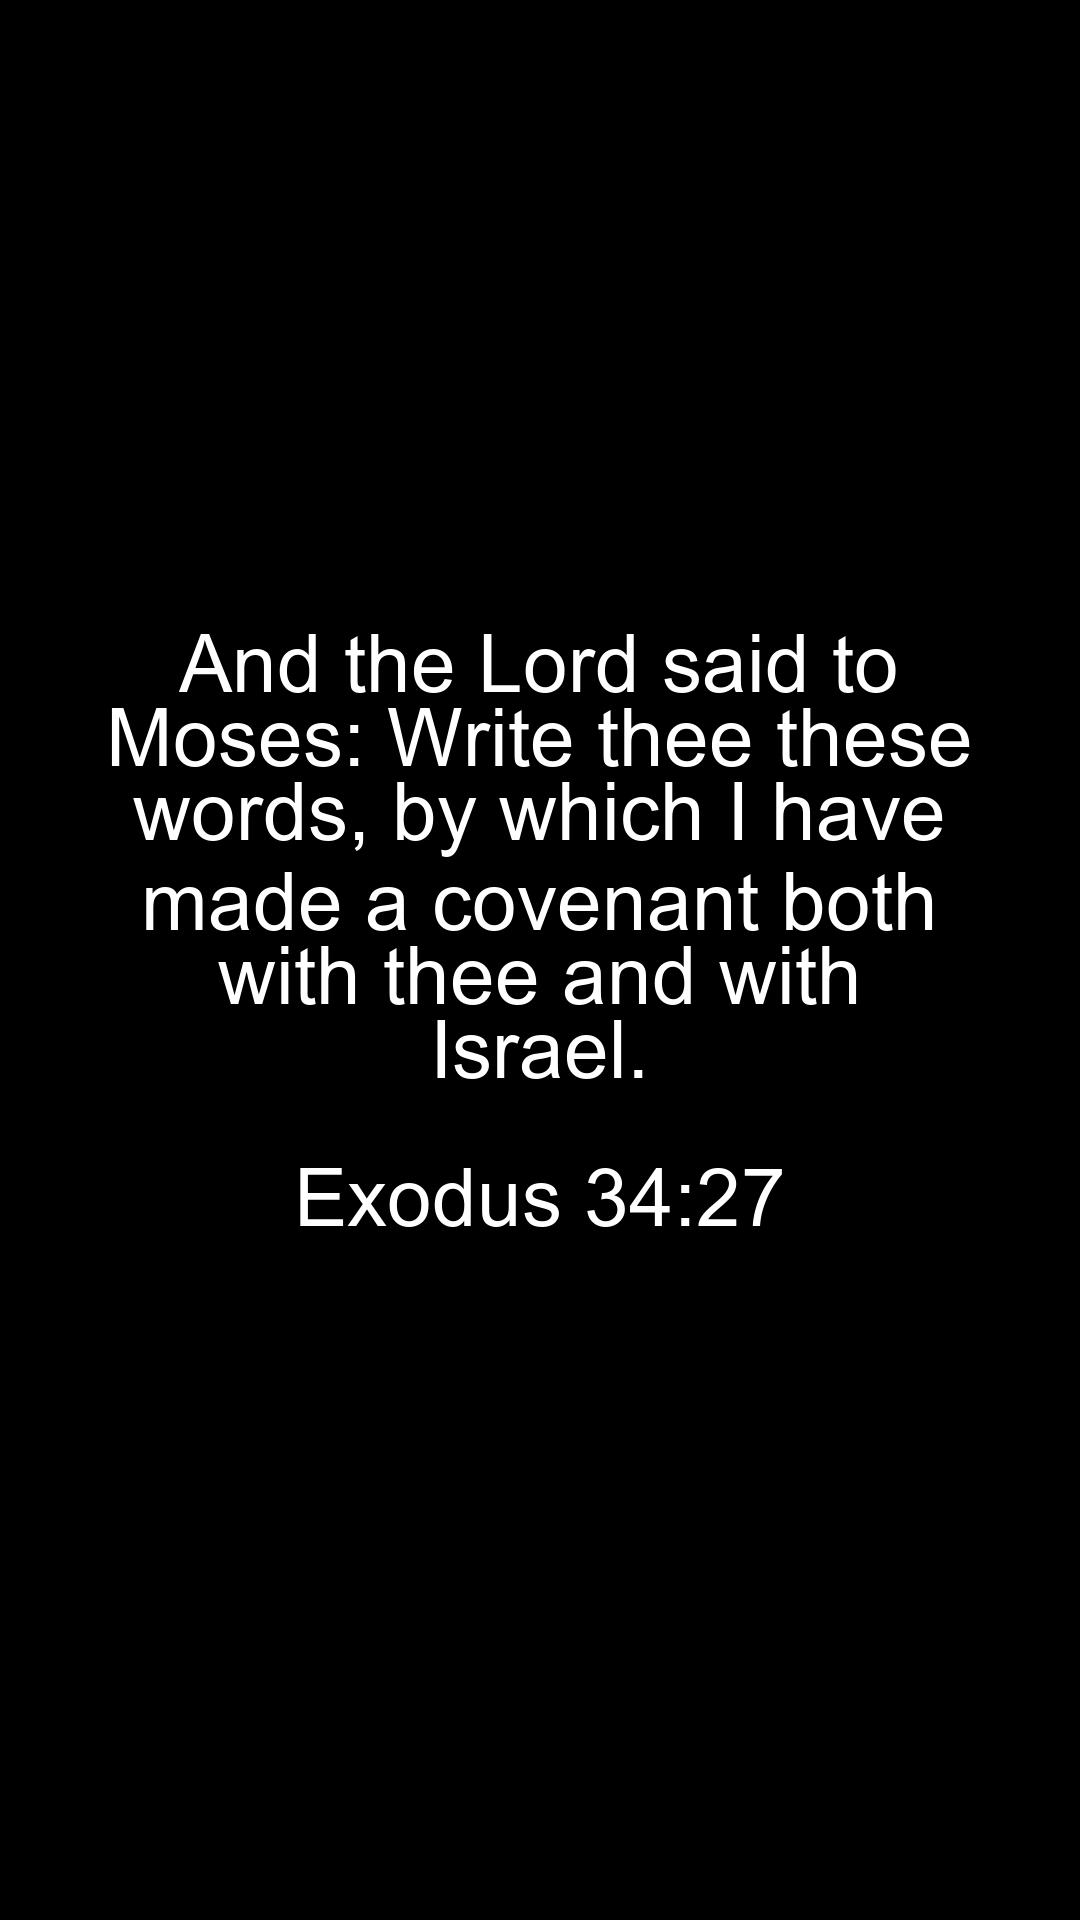 And the Lord said to
Moses: Write thee these
words, by which I have
made a covenant both
with thee and with
Israel.
Exodus 34:27